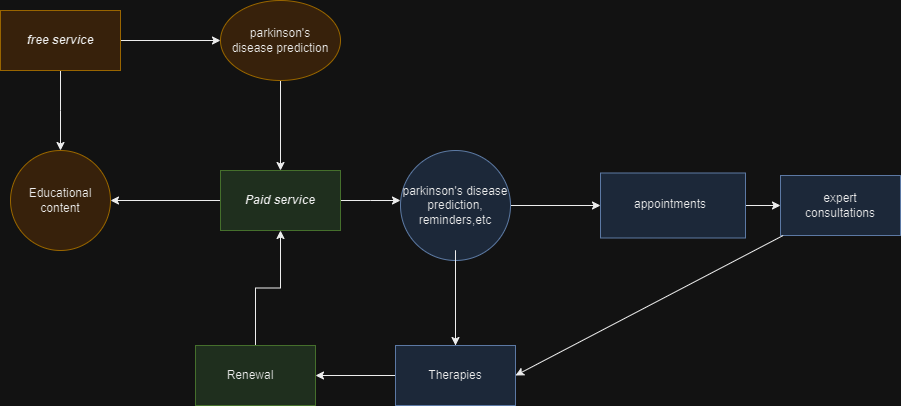 free service
parkinson's
disease prediction
Educational
content
Paid service
parkinson's disease
prediction,
reminders,etc
appointments
expert
consultations
Renewal
Therapies